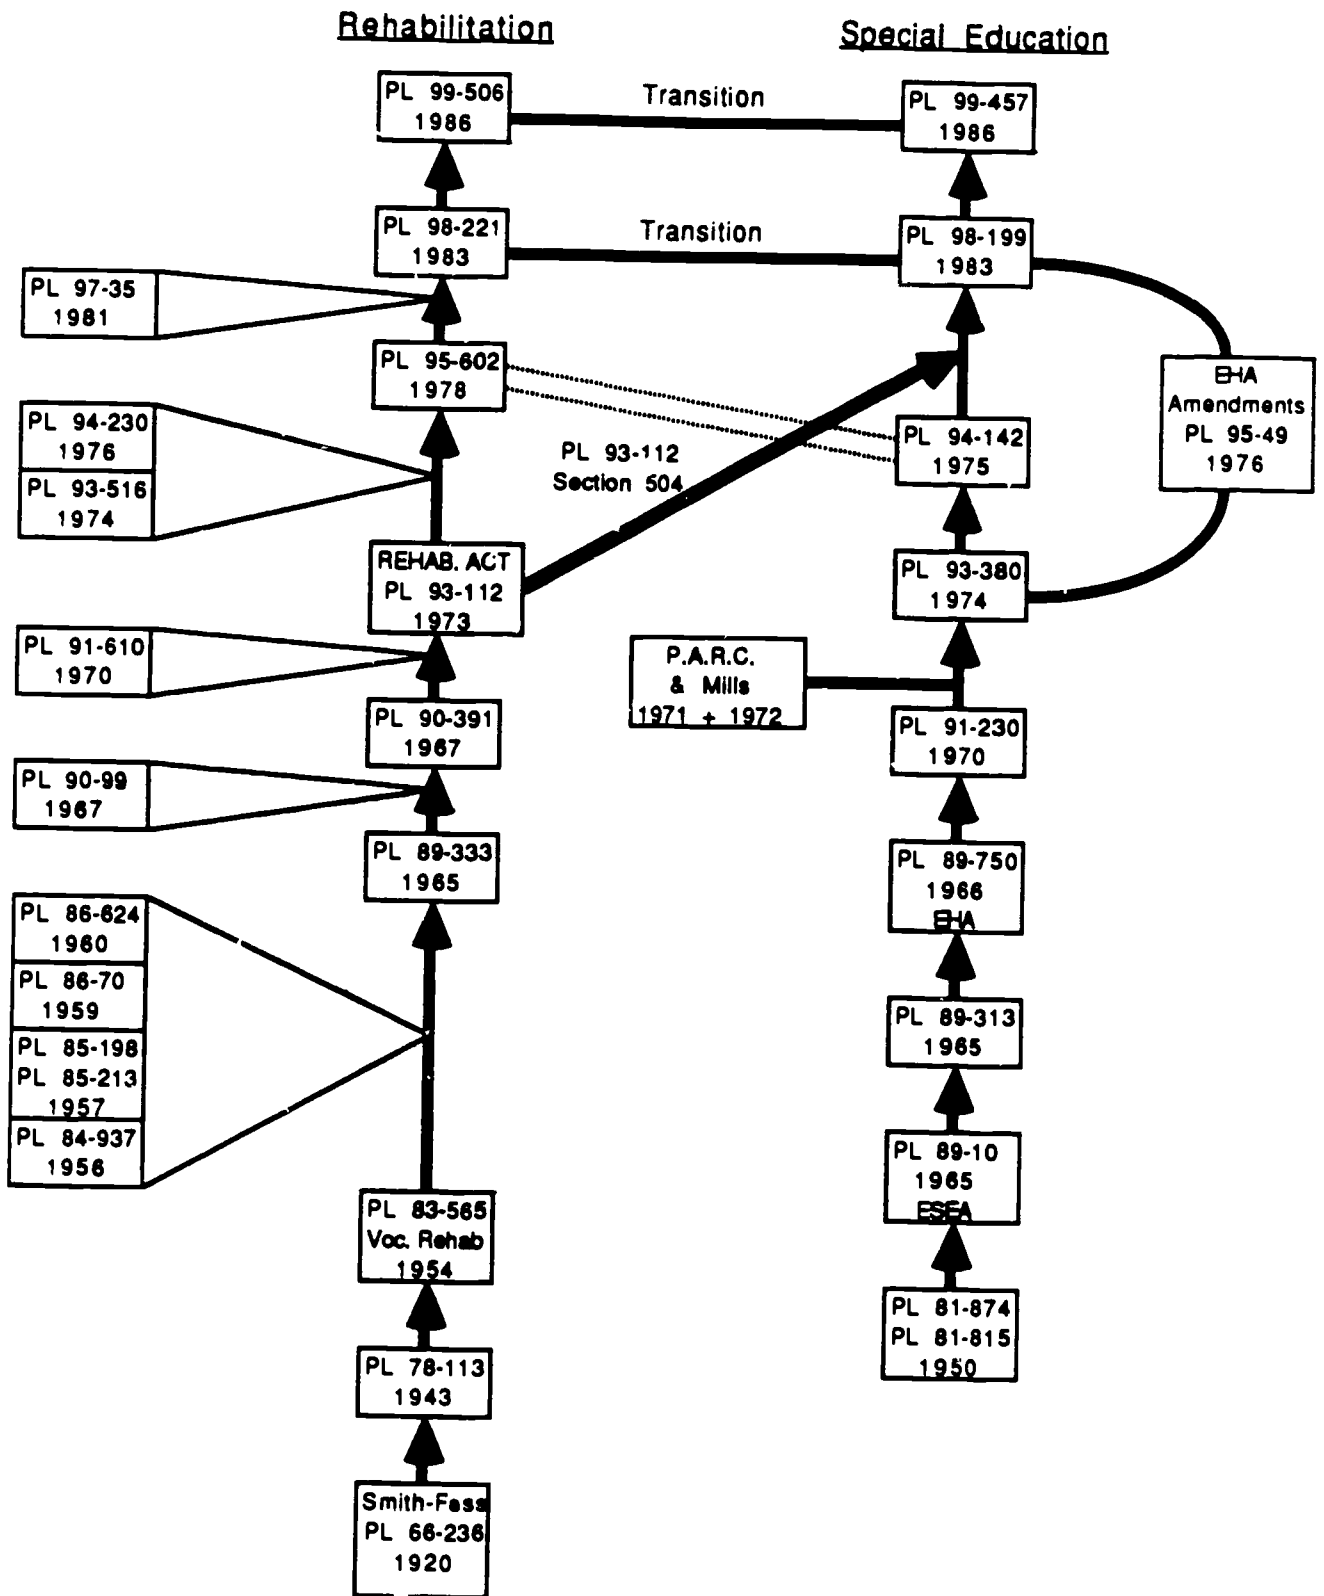 Rehabilitation
Special Education
PL 99-506
1986
Transition
PL 99-457
1986
PL 98-221
1983
Transition
PL 98-199
1983
PL 97-35
1981
PL 95-602
1978
EHA
Amendments
PL 95-49
1976
PL 94-230
1976
PL 93-516
1974
PL 93-112
Section 504
PL 94-142
1975
REHAB. ACT
PL 93-112
1973
PL 93-380
1974
PL 91-610
1970
P.A.R.C.
& Mills
1971 + 1972
PL 90-391
1967
PL 91-230
1970
PL 90-99
1967
PL 89-333
1965
PL 89-750
1966
EHA
PL 86-624
1960
PL 86-70
1959
PL 85-198
PL 85-213
1957
PL 84-937
1956
PL 89-313
1965
PL 89-10
1965
ESEA
PL 83-565
Voc. Rehab
1954
PL 81-874
PL 81-815
1950
PL 78-113
1943
Smith-Fess
PL 66-236
1920